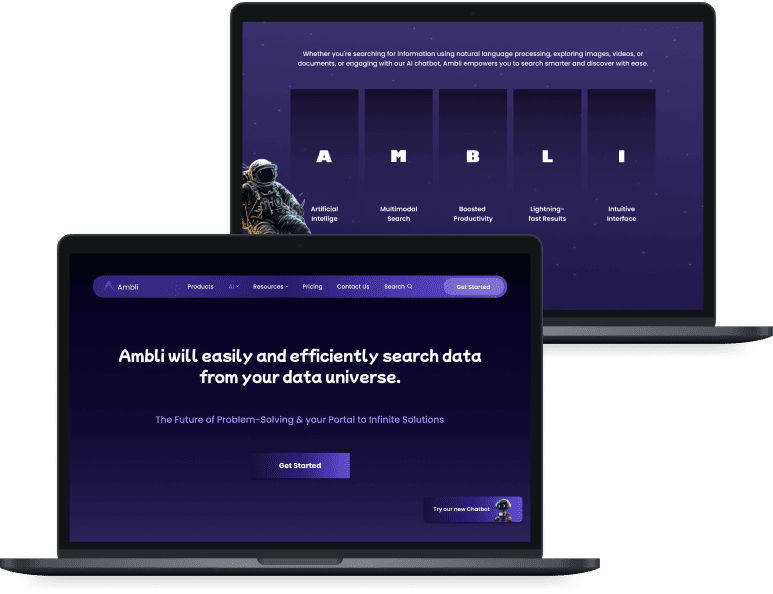 Whether you're searching for information using natural language processing, exploring images, videos, or
documents, or engaging with our AI chatbot, Ambli empowers you to search smarter and discover with ease.
A M B L I
Artificial
Intellige
Multimodal
Search
Boosted
Productivity
Lightning-
fast Results
Intuitive
Interface
Ambli Products AI Resources Pricing Contact Us Search Get Started
Ambli will easily and efficiently search data
from your data universe.
The Future of Problem-Solving & your Portal to Infinite Solutions
Get Started
Try our new Chatbot